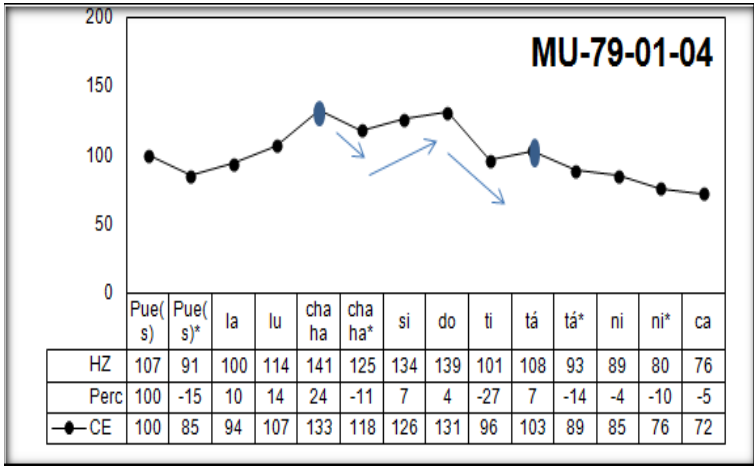 MU-79-01-04
200
150
100
50
0
Pue(s) Pue(s)* la lu chaha chaha* si do ti tá tá* ni ni* ca
HZ 107 91 100 114 141 125 134 139 101 108 93 89 80 76
Perc 100 -15 10 14 24 -11 7 4 -27 7 -14 -4 -10 -5
CE 100 85 94 107 133 118 126 131 96 103 89 85 76 72